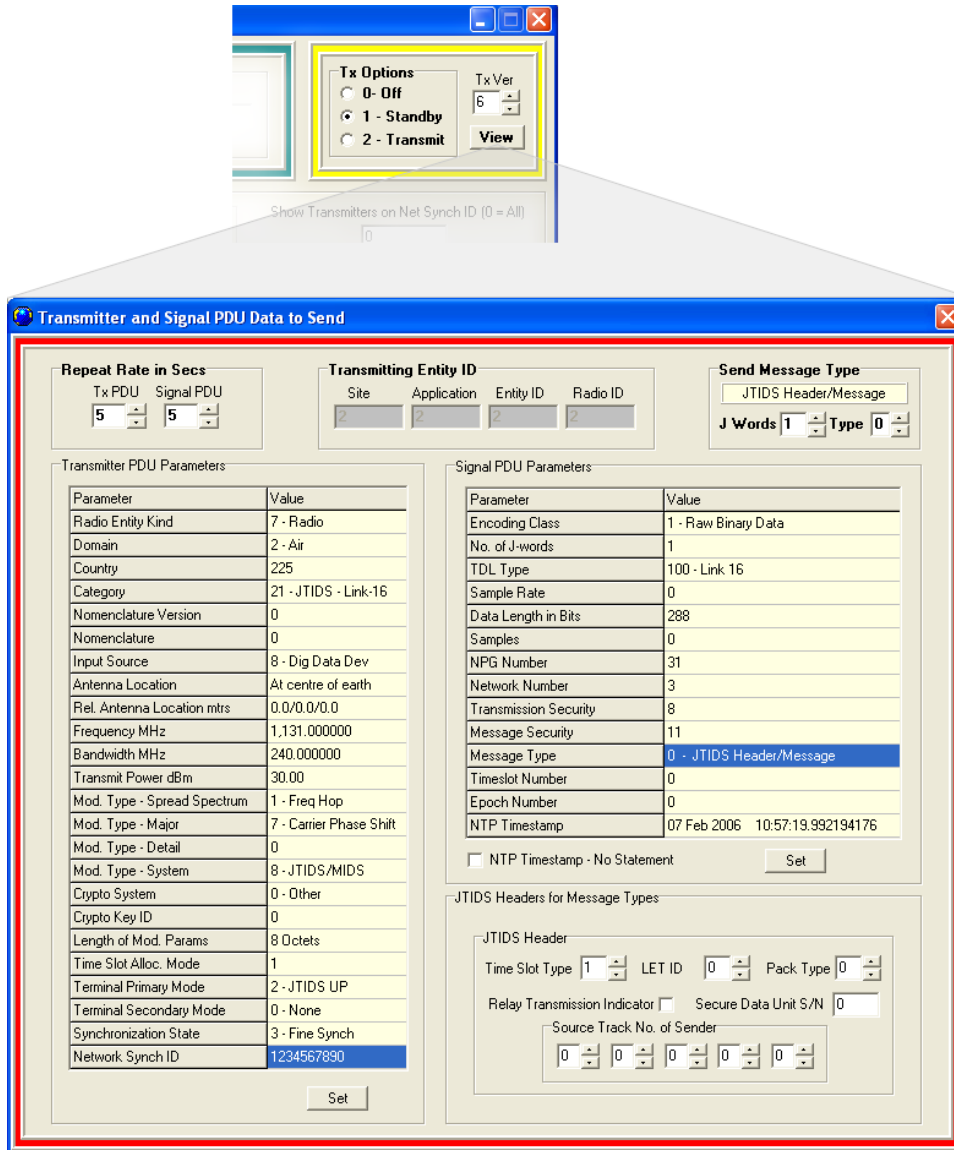 Tx Options
0- Off
1 - Standby
2 - Transmit
Tx Ver
6
View
Show Transmitters on Net Synch ID (0 = All)
0
Transmitter and Signal PDU Data to Send
Repeat Rate in Secs
Tx PDU Signal PDU
5 5
Transmitting Entity ID
Site Application Entity ID Radio ID
2 2 2 2
Send Message Type
JTIDS Header/Message
J Words 1 Type 0
Transmitter PDU Parameters
Parameter Value
Radio Entity Kind 7 - Radio
Domain 2 - Air
Country 225
Category 21 - JTIDS - Link-16
Nomenclature Version 0
Nomenclature 0
Input Source 8 - Dig Data Dev
Antenna Location At centre of earth
Rel. Antenna Location mtrs 0.0/0.0/0.0
Frequency MHz 1,131.000000
Bandwidth MHz 240.000000
Transmit Power dBm 30.00
Mod. Type - Spread Spectrum 1 - Freq Hop
Mod. Type - Major 7 - Carrier Phase Shift
Mod. Type - Detail 0
Mod. Type - System 8 - JTIDS/MIDS
Crypto System 0 - Other
Crypto Key ID 0
Length of Mod. Params 8 Octets
Time Slot Alloc. Mode 1
Terminal Primary Mode 2 - JTIDS UP
Terminal Secondary Mode 0 - None
Synchronization State 3 - Fine Synch
Network Synch ID 1234567890
Set
Signal PDU Parameters
Parameter Value
Encoding Class 1 - Raw Binary Data
No. of J-words 1
TDL Type 100 - Link 16
Sample Rate 0
Data Length in Bits 288
Samples 0
NPG Number 31
Network Number 3
Transmission Security 8
Message Security 11
Message Type 0 - JTIDS Header/Message
Timeslot Number 0
Epoch Number 0
NTP Timestamp 07 Feb 2006 10:57:19.992194176
NTP Timestamp - No Statement Set
JTIDS Headers for Message Types
JTIDS Header
Time Slot Type 1 LET ID 0 Pack Type 0
Relay Transmission Indicator Secure Data Unit S/N 0
Source Track No. of Sender
0 0 0 0 0